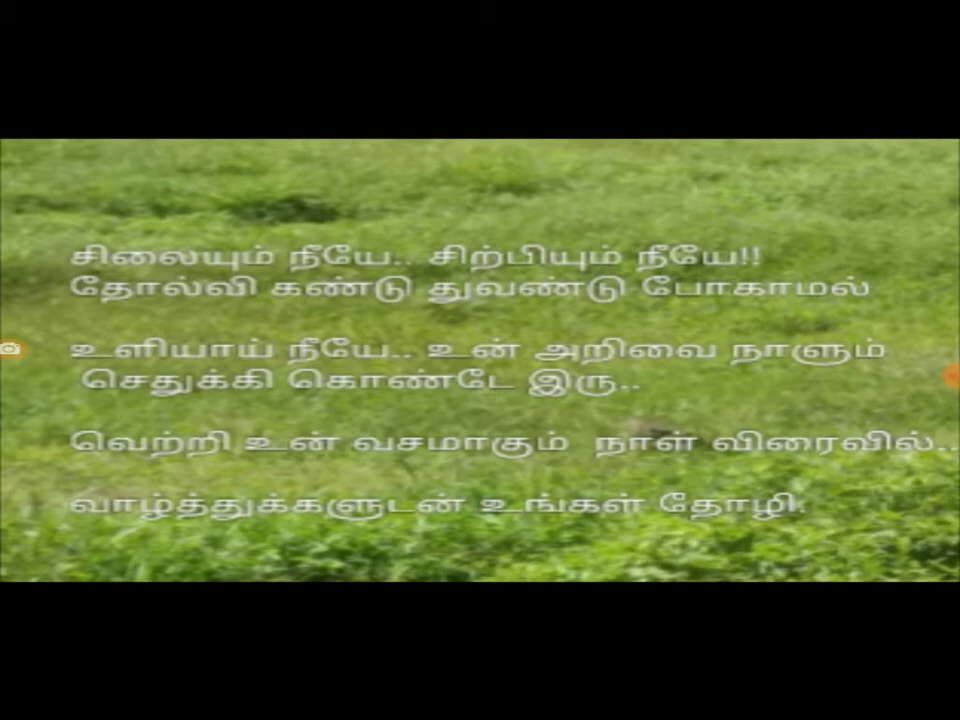 சிலையும் நீயே.. சிற்பியும் நீயே!!
தோல்வி கண்டு துவண்டு போகாமல்
உளியாய் நீயே.. உன் அறிவை நாளும்
செதுக்கி கொண்டே இரு..
வெற்றி உன் வசமாகும் நாள் விரைவில்..
வாழ்த்துக்களுடன் உங்கள் தோழி.